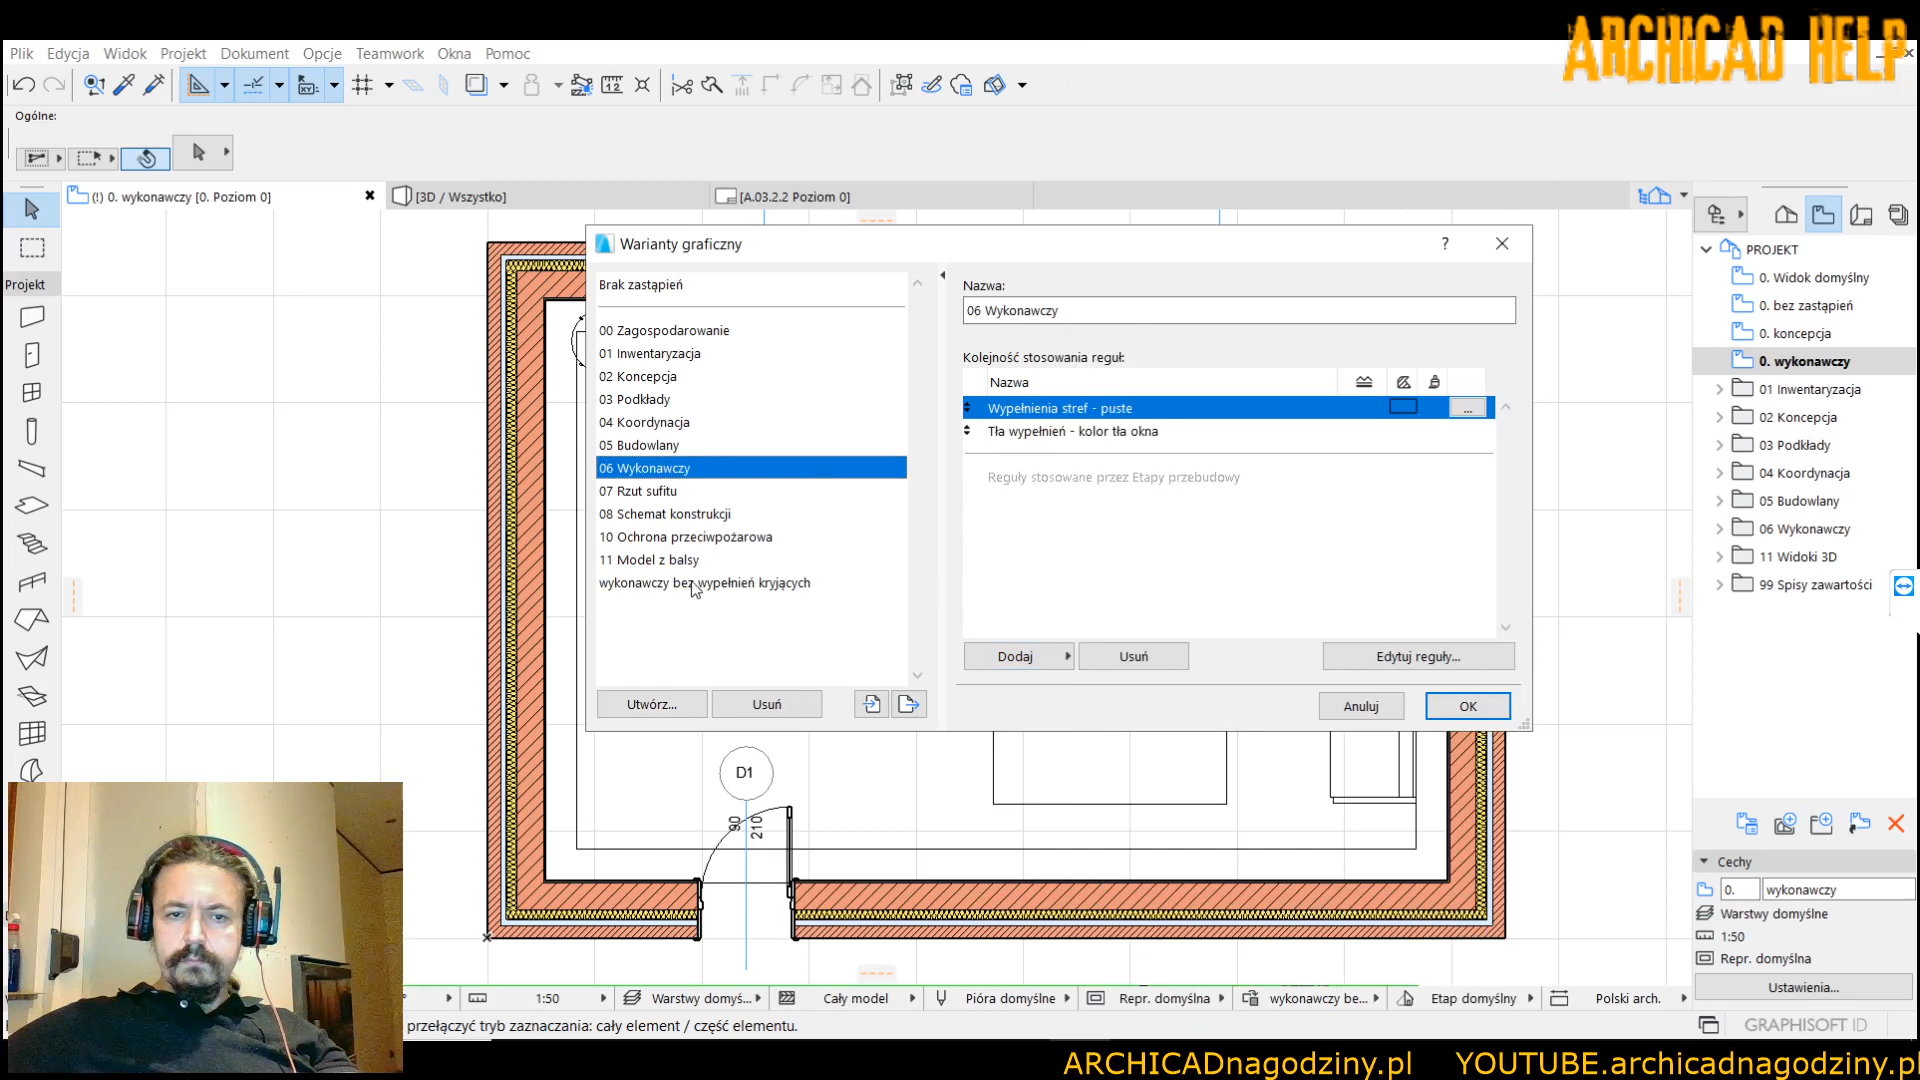 ARCHICAD HELP
Plik Edycja Widok Projekt Dokument Opcje Teamwork Okna Pomoc
Ogólne:
(!) 0. wykonawczy [0. Poziom 0]
[3D / Wszystko]
[A.03.2.2 Poziom 0]
Projekt
Warianty graficzny
?
Brak zastąpień
00 Zagospodarowanie
01 Inwentaryzacja
02 Koncepcja
03 Podkłady
04 Koordynacja
05 Budowlany
06 Wykonawczy
07 Rzut sufitu
08 Schemat konstrukcji
10 Ochrona przeciwpożarowa
11 Model z balsy
wykonawczy bez wypełnień kryjących
Utwórz...
Usuń
Nazwa:
06 Wykonawczy
Kolejność stosowania reguł:
Nazwa
Wypełnienia stref - puste
...
Tła wypełnień - kolor tła okna
Reguły stosowane przez Etapy przebudowy
Dodaj
Usuń
Edytuj reguły...
Anuluj
OK
PROJEKT
0. Widok domyślny
0. bez zastąpień
0. koncepcja
0. wykonawczy
01 Inwentaryzacja
02 Koncepcja
03 Podkłady
04 Koordynacja
05 Budowlany
06 Wykonawczy
11 Widoki 3D
99 Spisy zawartości
D1
90
210
Cechy
0. wykonawczy
Warstwy domyślne
1:50
Repr. domyślna
Ustawienia...
1:50
Warstwy domyś...
Cały model
Pióra domyślne
Repr. domyślna
wykonawczy be...
Etap domyślny
Polski arch.
przełączyć tryb zaznaczania: cały element / część elementu.
GRAPHISOFT ID
ARCHICADnagodziny.pl YOUTUBE.archicadnagodziny.pl